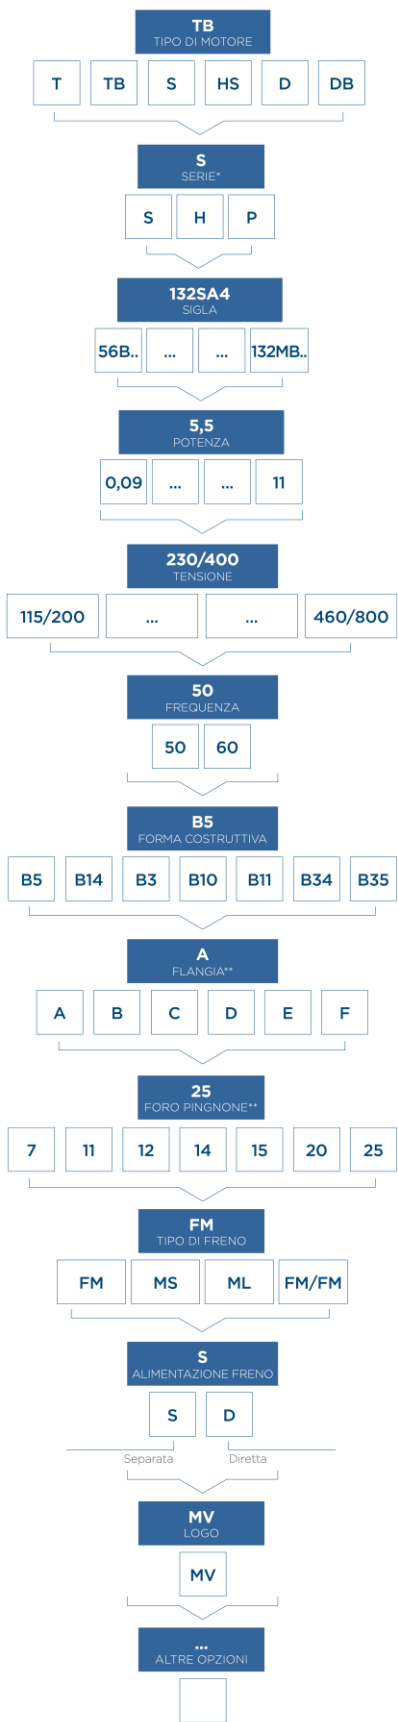 TB
TIPO DI MOTORE
T TB S HS D DB
S
SERIE*
S H P
132SA4
SIGLA
56B.. ... ... 132MB..
5,5
POTENZA
0,09 ... ... 11
230/400
TENSIONE
115/200 ... ... 460/800
50
FREQUENZA
50 60
B5
FORMA COSTRUTTIVA
B5 B14 B3 B10 B11 B34 B35
A
FLANGIA**
A B C D E F
25
FORO PINGNONE**
7 11 12 14 15 20 25
FM
TIPO DI FRENO
FM MS ML FM/FM
S
ALIMENTAZIONE FRENO
S D
Separata Diretta
MV
LOGO
MV
...
ALTRE OPZIONI